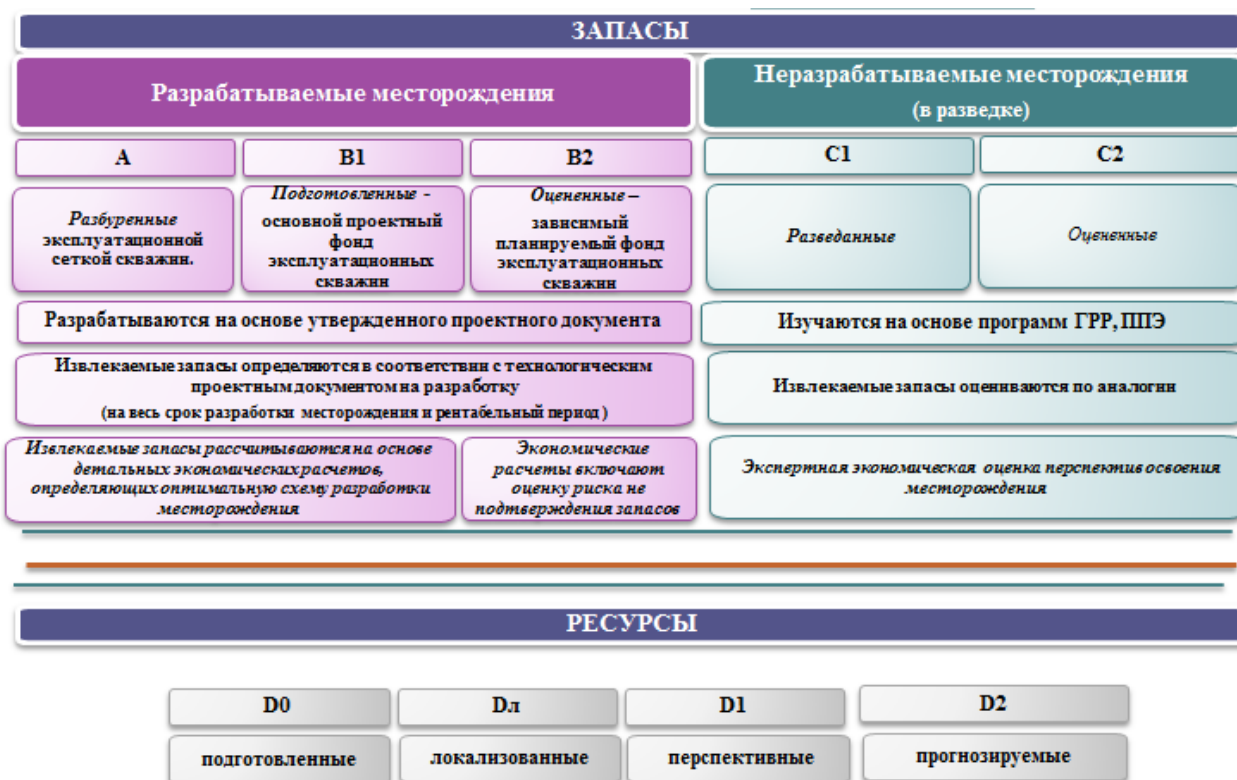 ЗАПАСЫ
Разрабатываемые месторождения
Неразрабатываемые месторождения
(в разведке)
A
B1
B2
C1
C2
Разбуренные
эксплуатационной
сеткой скважин.
Подготовленные -
основной проектный
фонд
эксплуатационных
скважин
Оцененные –
зависимый
планируемый фонд
эксплуатационных
скважин
Разведанные
Оцененные
Разрабатываются на основе утвержденного проектного документа
Изучаются на основе программ ГРР, ППЭ
Извлекаемые запасы определяются в соответствии с технологическим
проектным документом на разработку
(на весь срок разработки месторождения и рентабельный период )
Извлекаемые запасы оцениваются по аналогии
Извлекаемые запасы рассчитываются на основе
детальных экономических расчетов,
определяющих оптимальную схему разработки
месторождения
Экономические
расчеты включают
оценку риска не
подтверждения запасов
Экспертная экономическая оценка перспектив освоения
месторождения
РЕСУРСЫ
D0
Dл
D1
D2
подготовленные
локализованные
перспективные
прогнозируемые